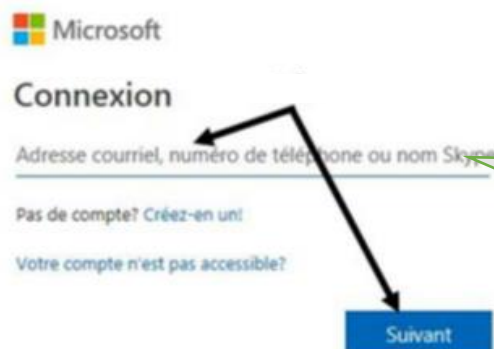 Microsoft
Connexion
Adresse courriel, numéro de téléphone ou nom Skype
Pas de compte? Créez-en un!
Votre compte n'est pas accessible?
Suivant